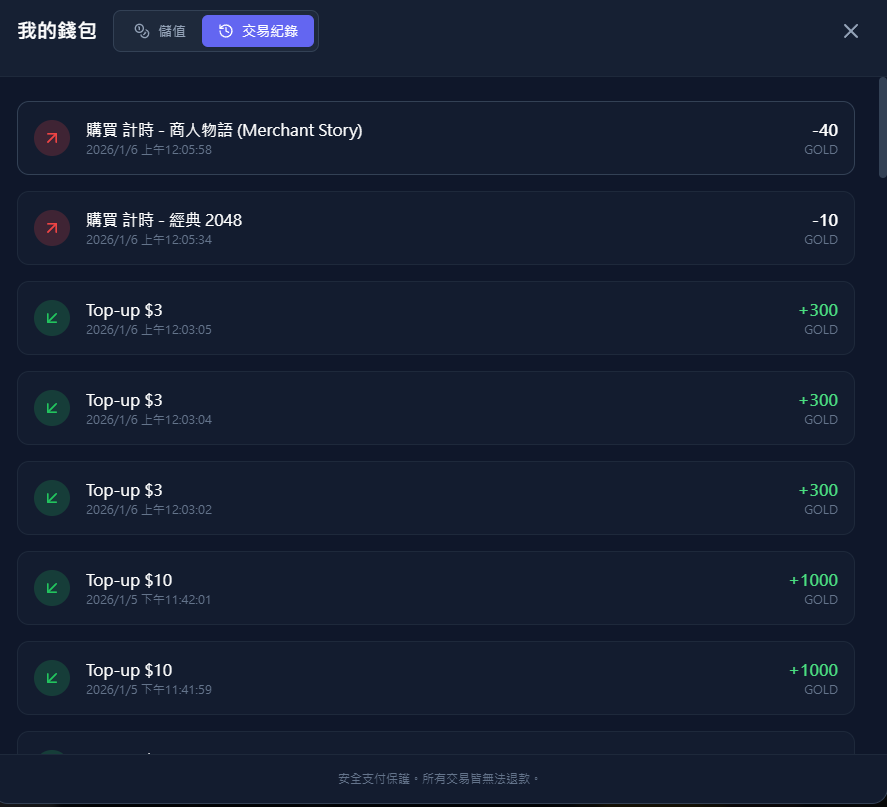 我的錢包
儲值
交易紀錄
購買 計時 - 商人物語 (Merchant Story)
2026/1/6 上午12:05:58
-40
GOLD
購買 計時 - 經典 2048
2026/1/6 上午12:05:34
-10
GOLD
Top-up $3
2026/1/6 上午12:03:05
+300
GOLD
Top-up $3
2026/1/6 上午12:03:04
+300
GOLD
Top-up $3
2026/1/6 上午12:03:02
+300
GOLD
Top-up $10
2026/1/5 下午11:42:01
+1000
GOLD
Top-up $10
2026/1/5 下午11:41:59
+1000
GOLD
安全支付保護。所有交易皆無法退款。